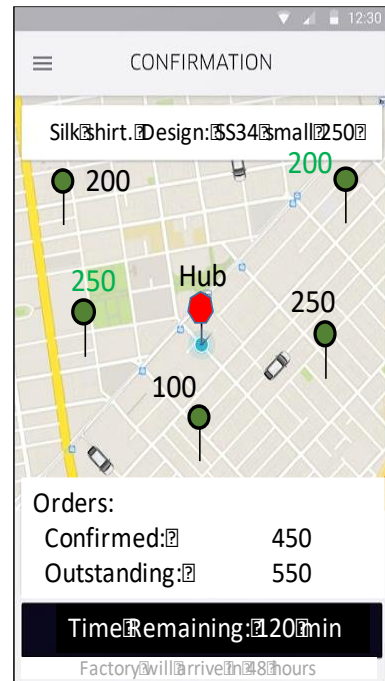 12:30
CONFIRMATION
Silk�shirt. �Design:�SS34�small�250�
200
200
250
Hub
250
100
Orders:
Confirmed:� 450
Outstanding:� 550
Time�Remaining:�120�min
Factory�will�arrive�in�48�hours